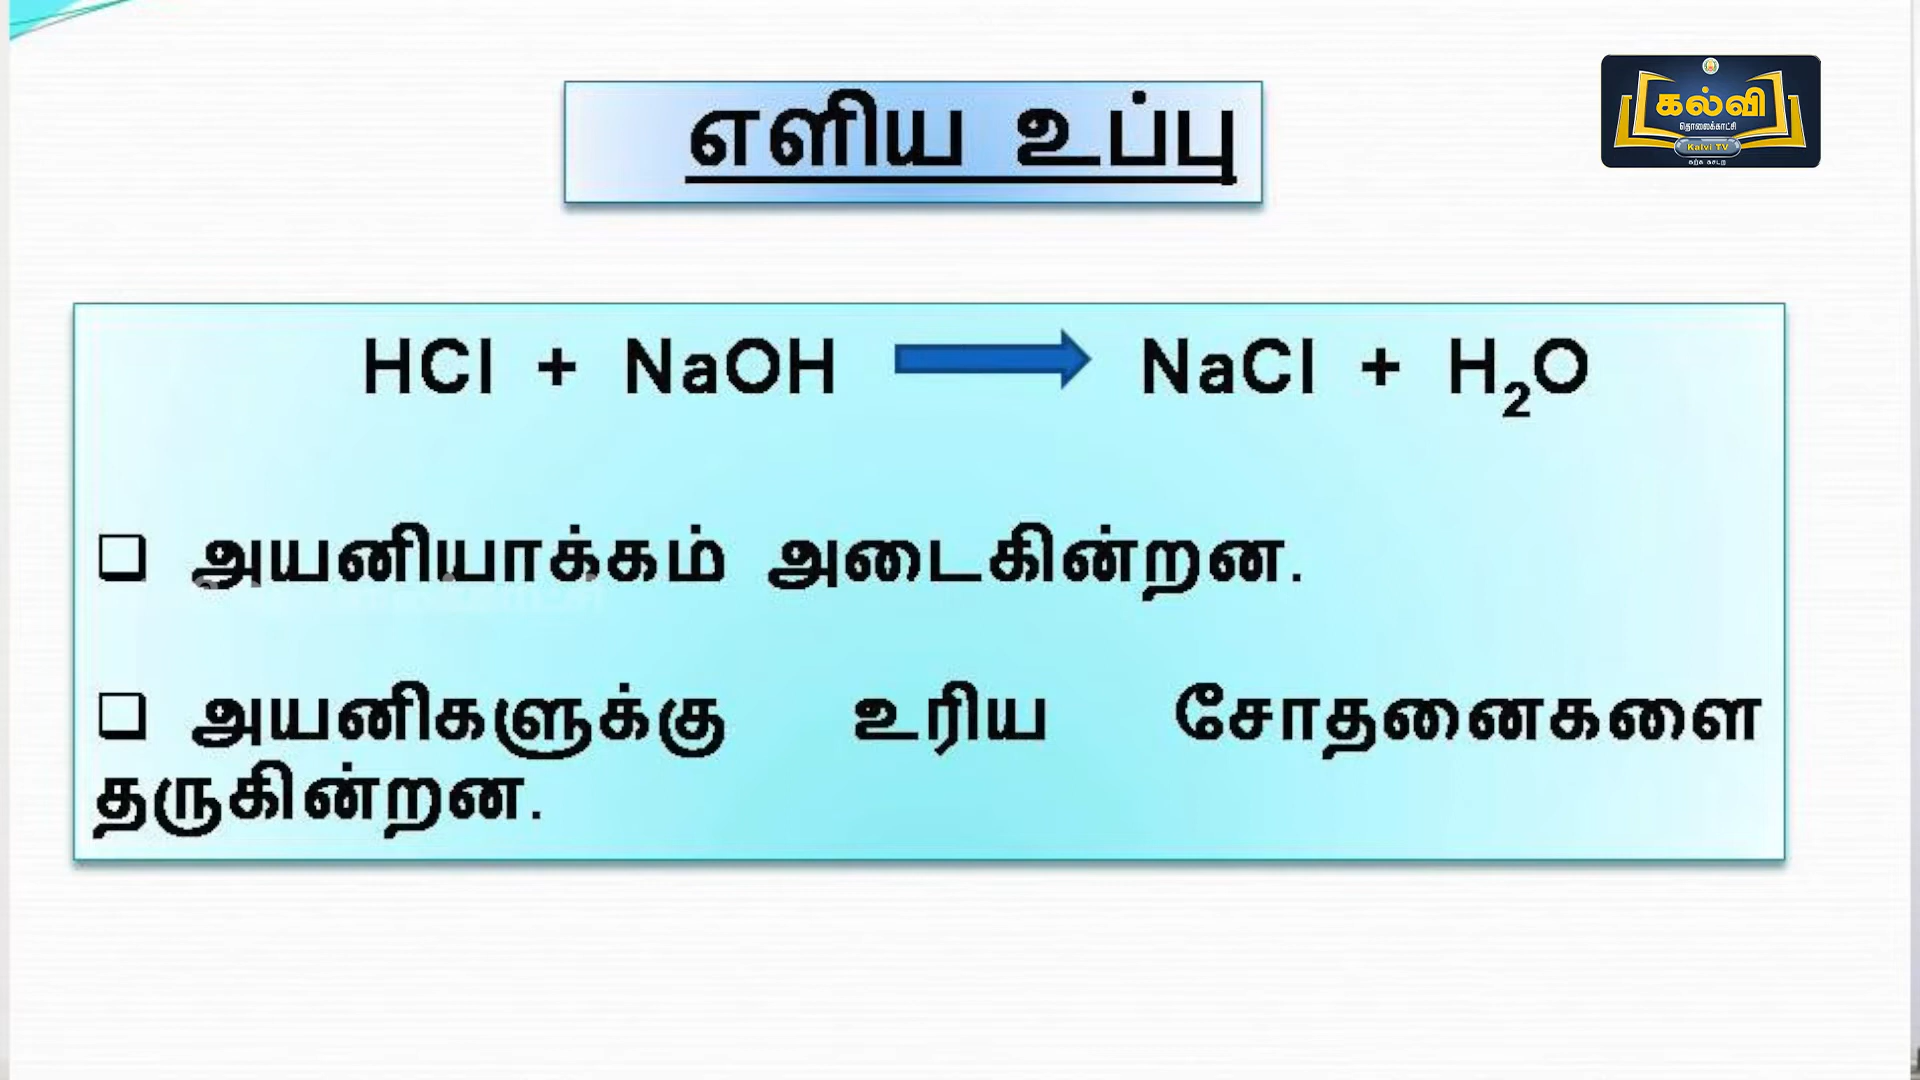 எளிய உப்பு
கல்வி
தொலைக்காட்சி
Kalvi TV
HCl + NaOH → NaCl + H₂O
❑ அயனியாக்கம் அடைகின்றன.
❑ அயனிகளுக்கு உரிய சோதனைகளை
தருகின்றன.